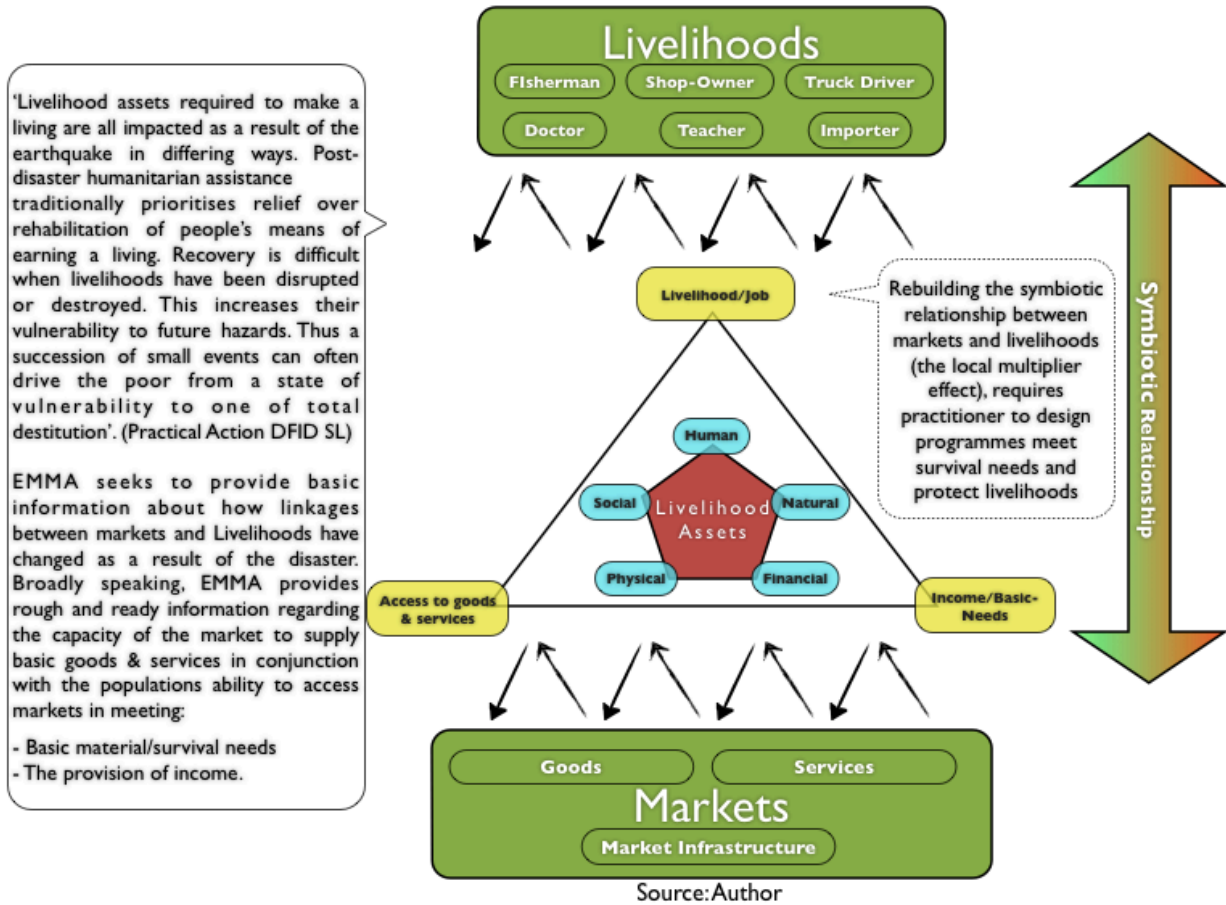 Livelihoods
FIsherman
Shop-Owner
Truck Driver
Doctor
Teacher
Importer
'Livelihood assets required to make a
living are all impacted as a result of the
earthquake in differing ways. Post-
disaster humanitarian assistance
traditionally prioritises relief over
rehabilitation of people's means of
earning a living. Recovery is difficult
when livelihoods have been disrupted
or destroyed. This increases their
vulnerability to future hazards. Thus a
succession of small events can often
drive the poor from a state of
vulnerability to one of total
destitution'. (Practical Action DFID SL)
EMMA seeks to provide basic
information about how linkages
between markets and Livelihoods have
changed as a result of the disaster.
Broadly speaking, EMMA provides
rough and ready information regarding
the capacity of the market to supply
basic goods & services in conjunction
with the populations ability to access
markets in meeting:
- Basic material/survival needs
- The provision of income.
Livelihood/Job
Human
Social
Natural
Livelihood
Assets
Physical
Financial
Access to goods
& services
Income/Basic-
Needs
Rebuilding the symbiotic
relationship between
markets and livelihoods
(the local multiplier
effect), requires
practitioner to design
programmes meet
survival needs and
protect livelihoods
Symbiotic Relationship
Goods
Services
Markets
Market Infrastructure
Source: Author